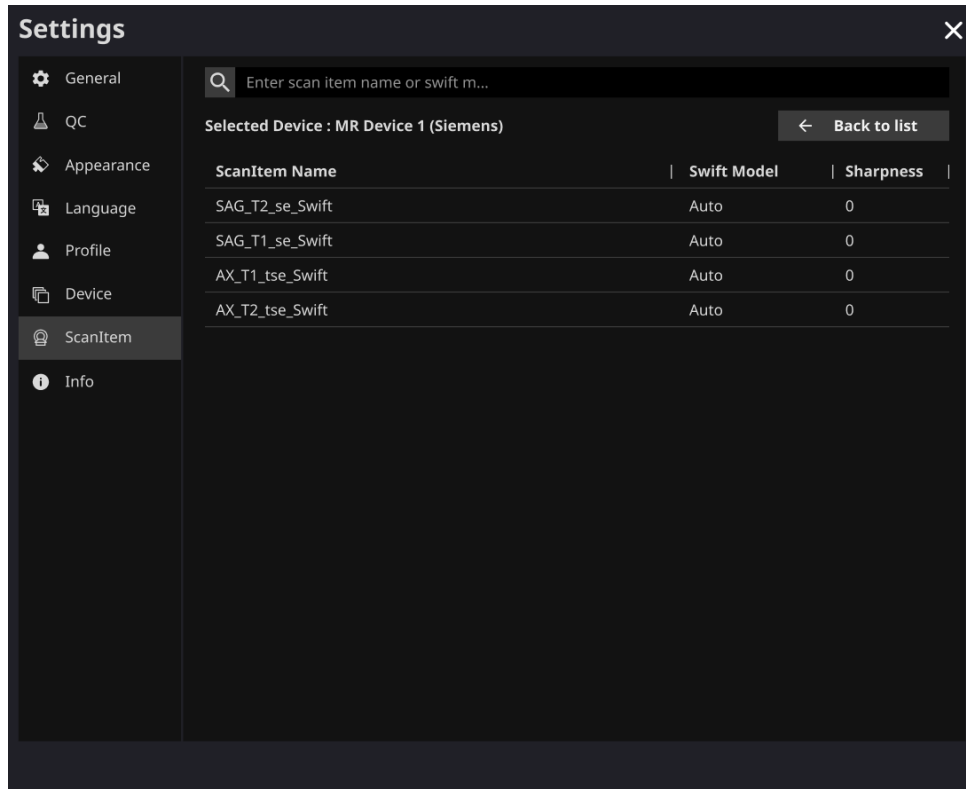 Settings
General
QC
Appearance
Language
Profile
Device
ScanItem
Info
Enter scan item name or swift m...
Selected Device : MR Device 1 (Siemens)
Back to list
ScanItem Name | Swift Model | Sharpness |
SAG_T2_se_Swift Auto 0
SAG_T1_se_Swift Auto 0
AX_T1_tse_Swift Auto 0
AX_T2_tse_Swift Auto 0